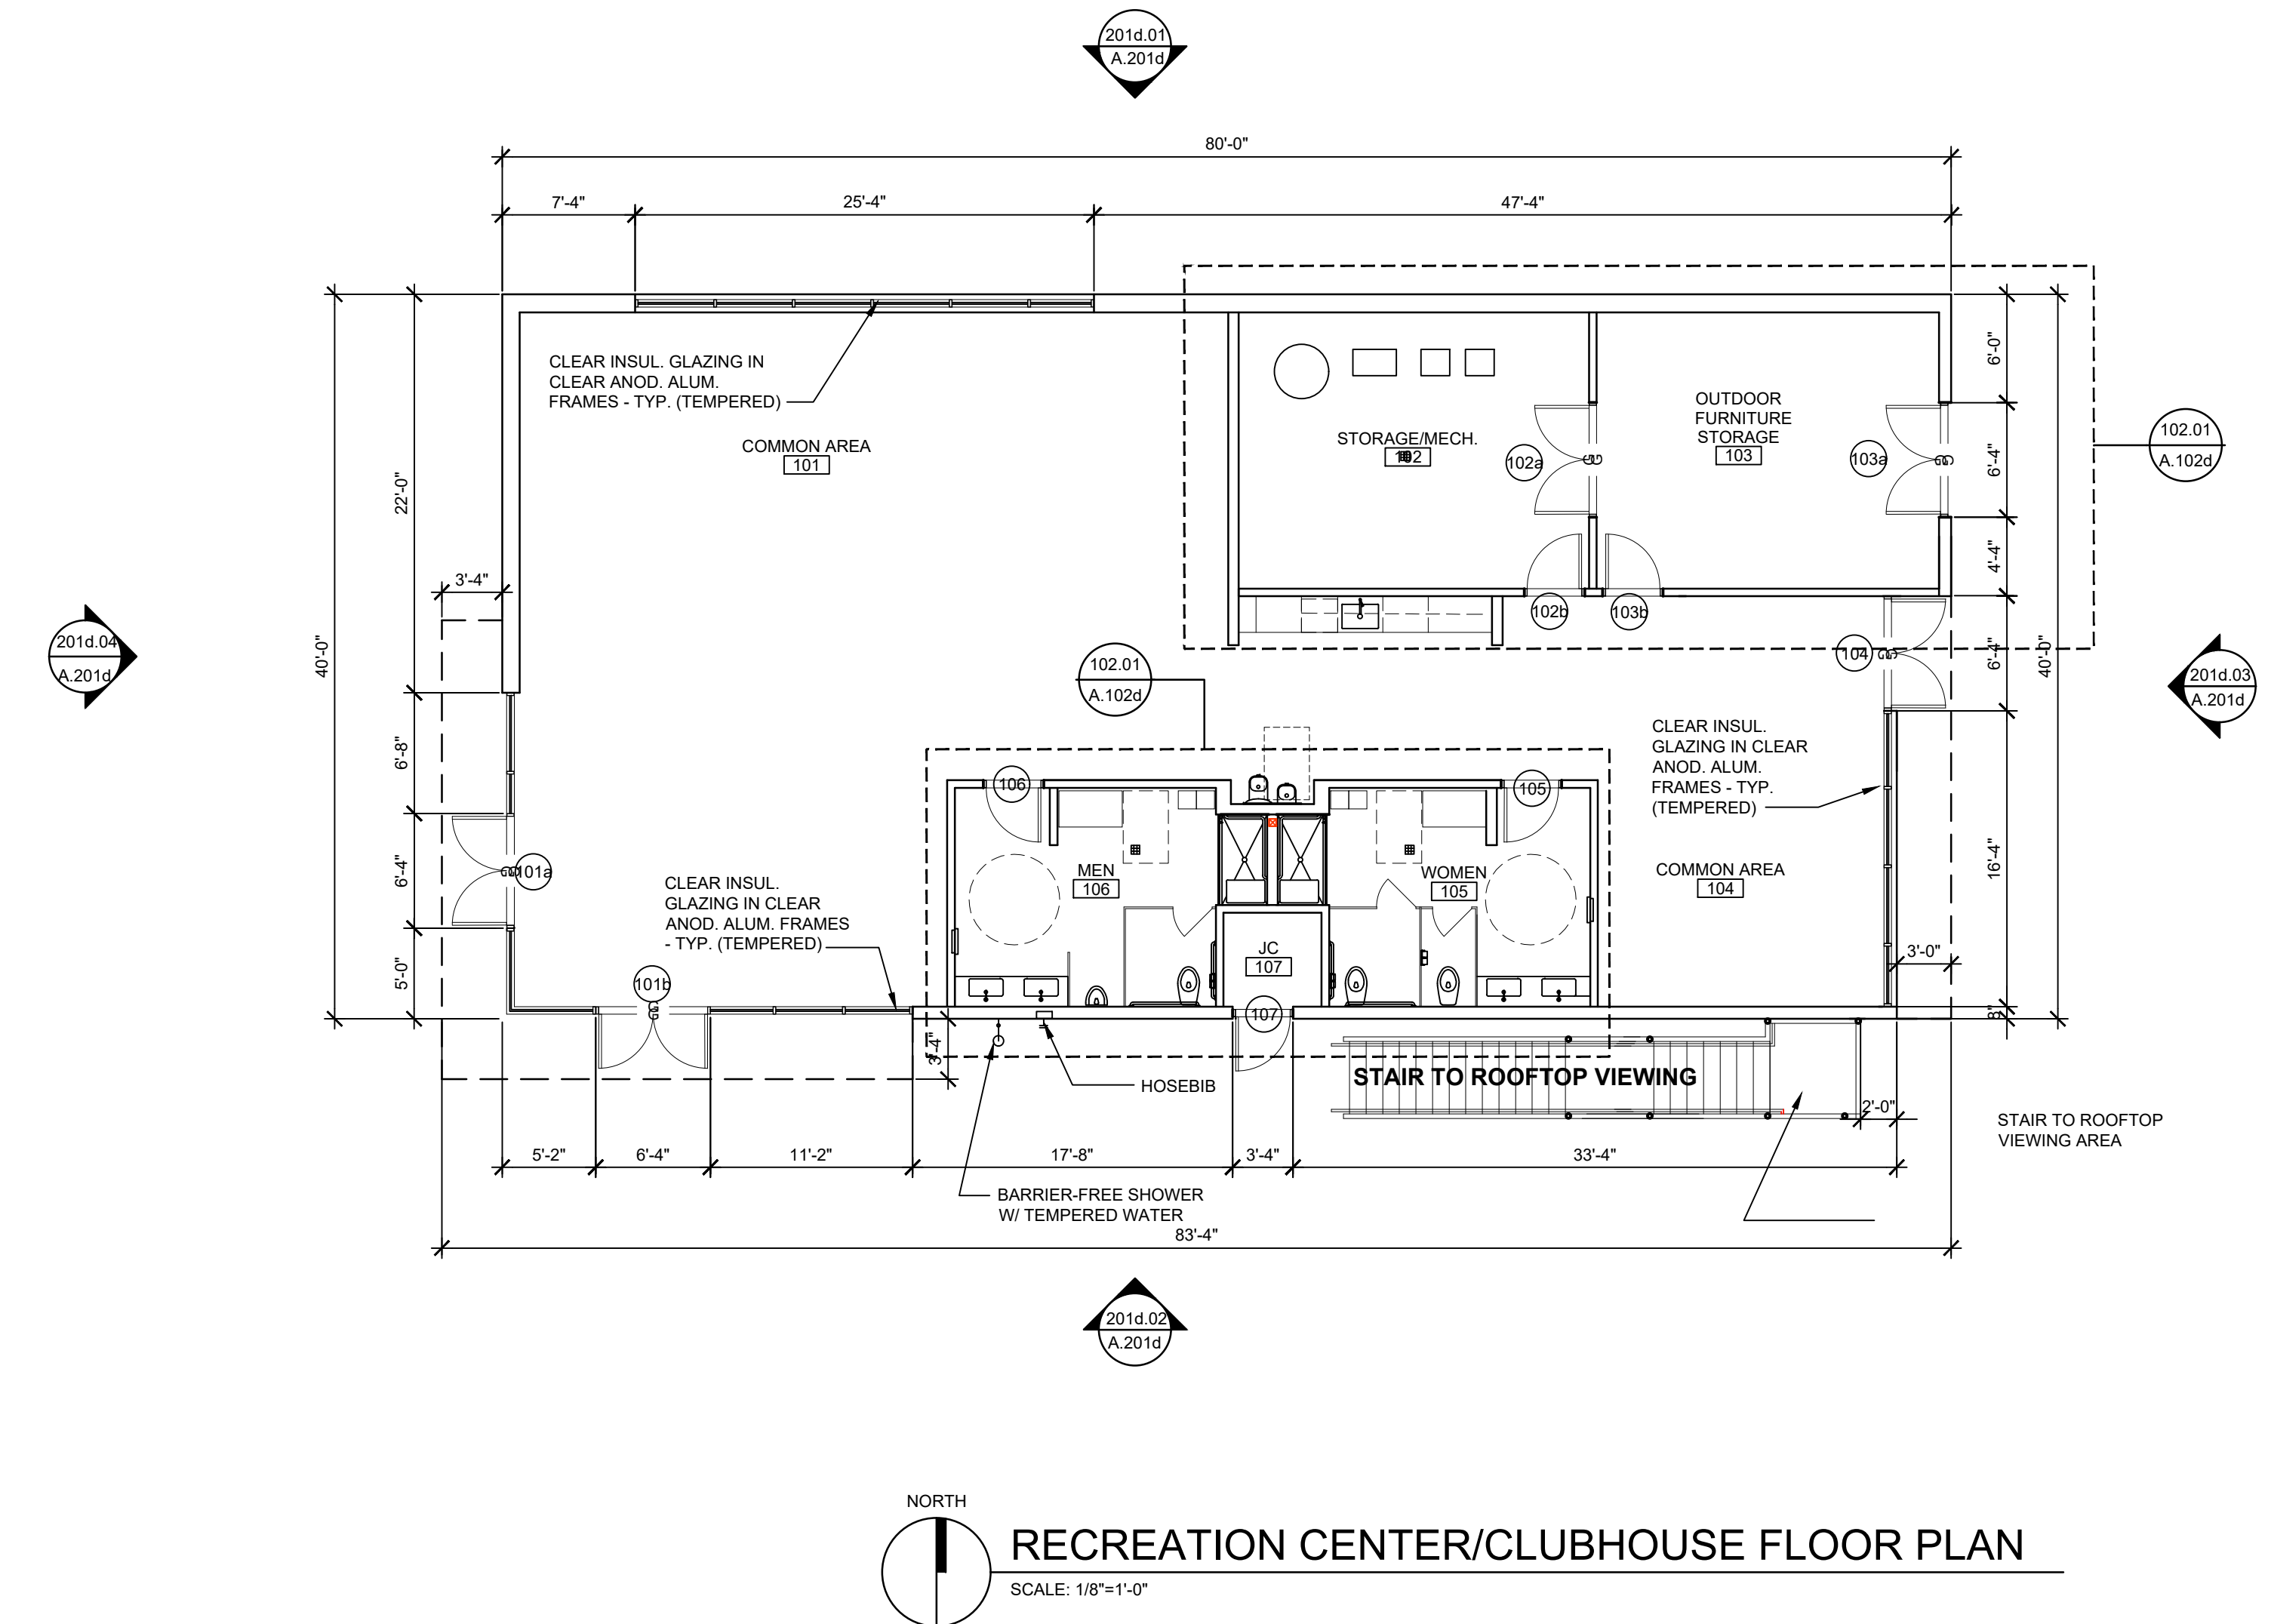 201d.01
A.201d
80'-0"
7'-4"
25'-4"
47'-4"
CLEAR INSUL. GLAZING IN
CLEAR ANOD. ALUM.
FRAMES - TYP. (TEMPERED)
COMMON AREA
101
STORAGE/MECH.
102
OUTDOOR
FURNITURE
STORAGE
103
102a
103a
G
G
G
G
6'-0"
6'-4"
4'-4"
6'-4"
40'-0"
16'-4"
8"
102.01
A.102d
22'-0"
40'-0"
3'-4"
6'-8"
6'-4"
5'-0"
201d.04
A.201d
102b
103b
104
G
G
201d.03
A.201d
102.01
A.102d
CLEAR INSUL.
GLAZING IN CLEAR
ANOD. ALUM.
FRAMES - TYP.
(TEMPERED)
106
105
MEN
106
WOMEN
105
COMMON AREA
104
G
G
101a
CLEAR INSUL.
GLAZING IN CLEAR
ANOD. ALUM. FRAMES
- TYP. (TEMPERED)
JC
107
3'-0"
101b
G
G
107
3'-4"
HOSEBIB
STAIR TO ROOFTOP VIEWING
2'-0"
STAIR TO ROOFTOP
VIEWING AREA
5'-2"
6'-4"
11'-2"
17'-8"
3'-4"
33'-4"
BARRIER-FREE SHOWER
W/ TEMPERED WATER
83'-4"
201d.02
A.201d
NORTH
RECREATION CENTER/CLUBHOUSE FLOOR PLAN
SCALE: 1/8"=1'-0"